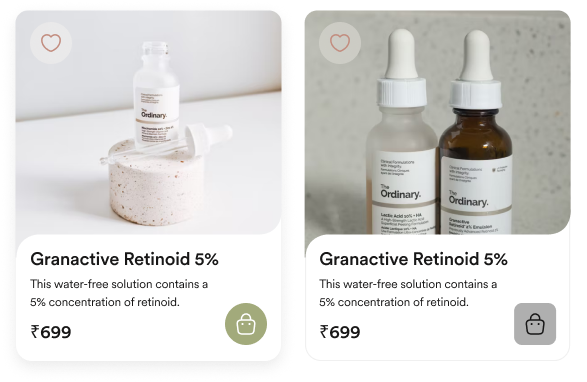 The
Ordinary.
Granactive Retinoid 5%
This water-free solution contains a
5% concentration of retinoid.
₹699
Clinical Formulations
with Integrity.
The
Ordinary.
Lactic Acid 10% + HA
Clinical Formulations
with Integrity.
The
Ordinary.
Granactive
Retinoid 2% Emulsion
Granactive Retinoid 5%
This water-free solution contains a
5% concentration of retinoid.
₹699